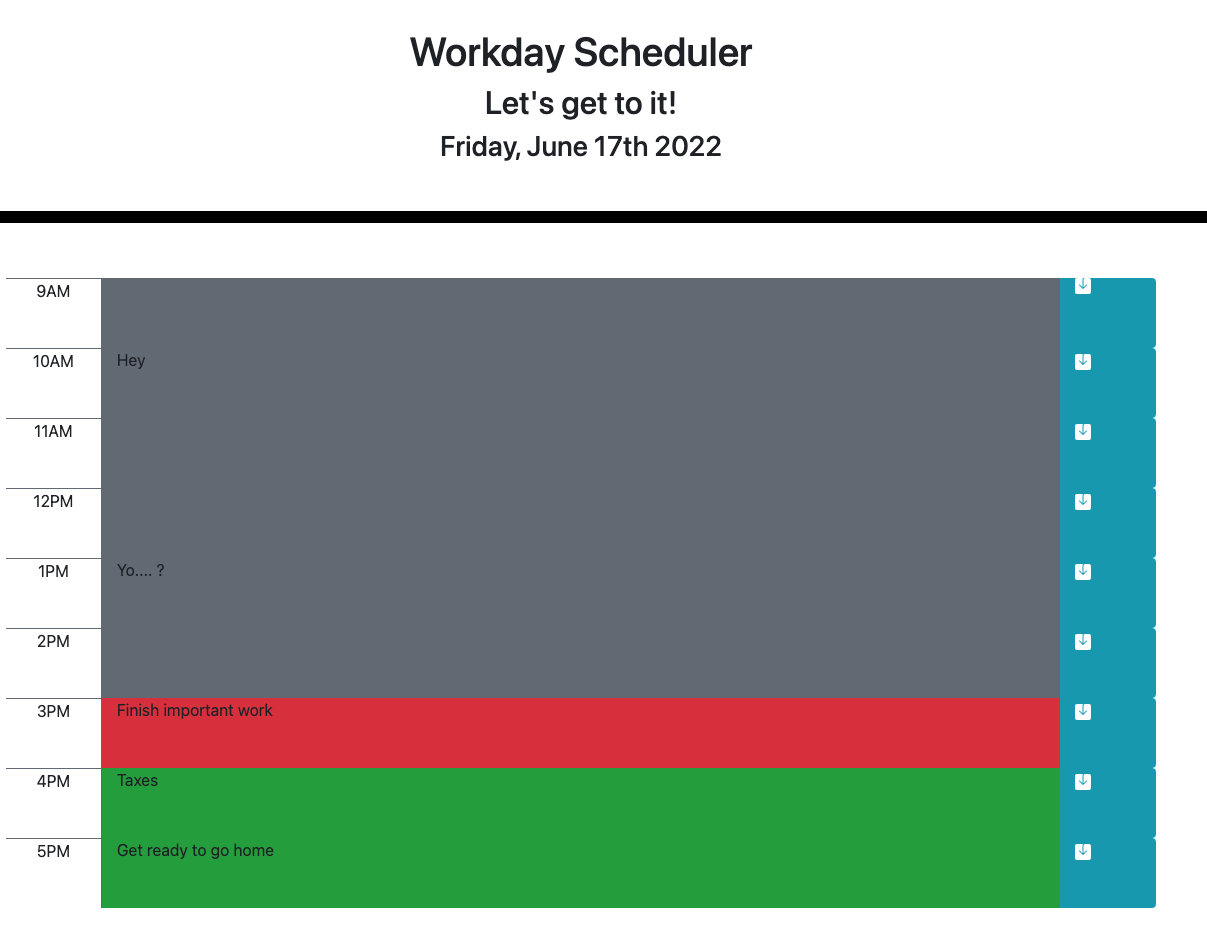 Workday Scheduler
Let's get to it!
Friday, June 17th 2022
9AM
10AM Hey
11AM
12PM
1PM Yo.... ?
2PM
3PM Finish important work
4PM Taxes
5PM Get ready to go home